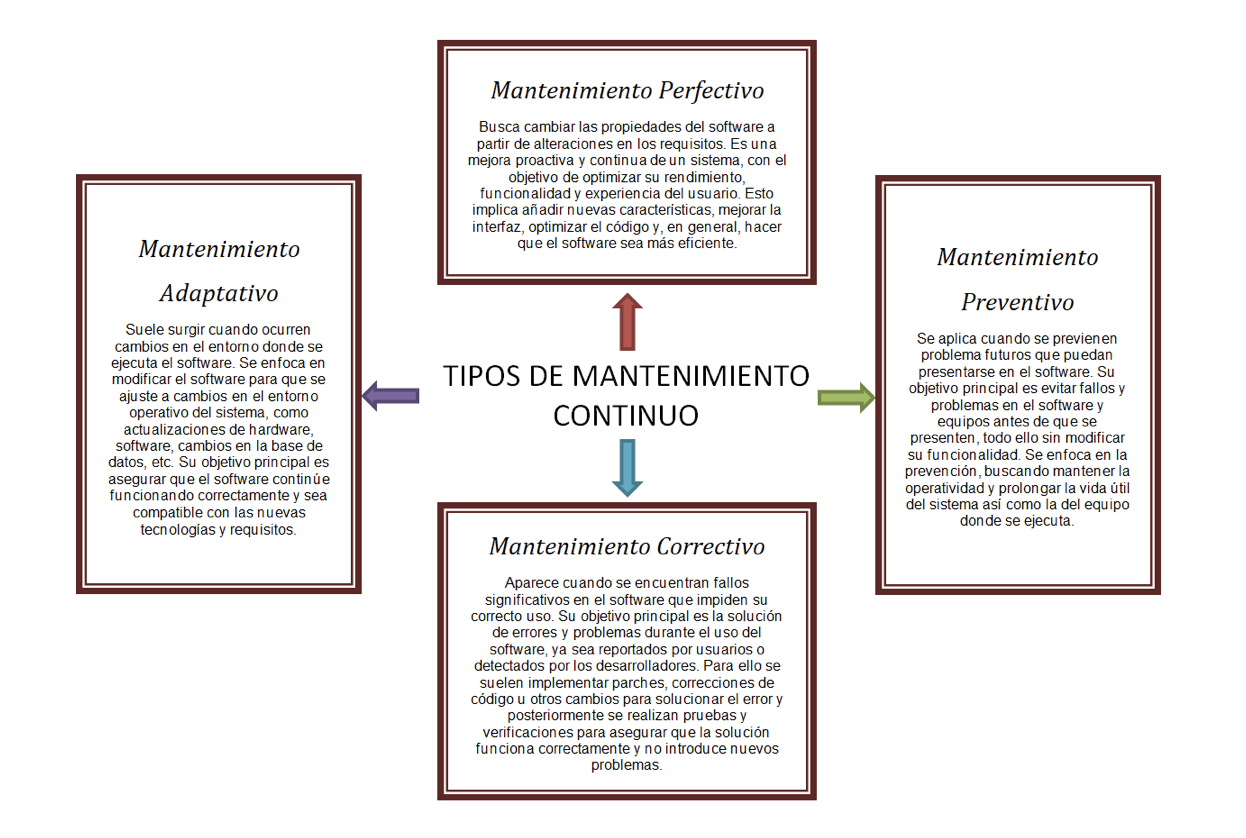 Mantenimiento Perfectivo
Busca cambiar las propiedades del software a
partir de alteraciones en los requisitos. Es una
mejora proactiva y continua de un sistema, con el
objetivo de optimizar su rendimiento,
funcionalidad y experiencia del usuario. Esto
implica añadir nuevas características, mejorar la
interfaz, optimizar el código y, en general, hacer
que el software sea más eficiente.
Mantenimiento
Adaptativo
Suele surgir cuando ocurren
cambios en el entorno donde se
ejecuta el software. Se enfoca en
modificar el software para que se
ajuste a cambios en el entorno
operativo del sistema, como
actualizaciones de hardware,
software, cambios en la base de
datos, etc. Su objetivo principal es
asegurar que el software continúe
funcionando correctamente y sea
compatible con las nuevas
tecnologías y requisitos.
TIPOS DE MANTENIMIENTO
CONTINUO
Mantenimiento
Preventivo
Se aplica cuando se previenen
problema futuros que puedan
presentarse en el software. Su
objetivo principal es evitar fallos y
problemas en el software y
equipos antes de que se
presenten, todo ello sin modificar
su funcionalidad. Se enfoca en la
prevención, buscando mantener la
operatividad y prolongar la vida útil
del sistema así como la del equipo
donde se ejecuta.
Mantenimiento Correctivo
Aparece cuando se encuentran fallos
significativos en el software que impiden su
correcto uso. Su objetivo principal es la solución
de errores y problemas durante el uso del
software, ya sea reportados por usuarios o
detectados por los desarrolladores. Para ello se
suelen implementar parches, correcciones de
código u otros cambios para solucionar el error y
posteriormente se realizan pruebas y
verificaciones para asegurar que la solución
funciona correctamente y no introduce nuevos
problemas.